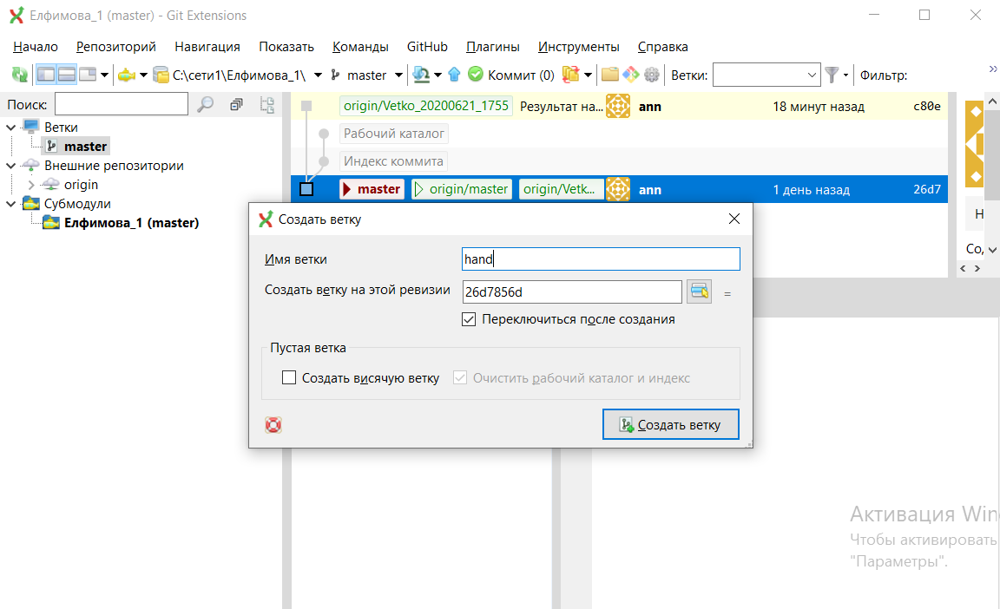 Елфимова_1 (master) - Git Extensions
Начало Репозиторий Навигация Показать Команды GitHub Плагины Инструменты Справка
C:\сети1\Елфимова_1\ master Коммит (0) Ветки: Фильтр:
Поиск:
Ветки
master
Внешние репозитории
origin
Субмодули
Елфимова_1 (master)
origin/Vetko_20200621_1755 Результат на... ann 18 минут назад c80e
Рабочий каталог
Индекс коммита
master origin/master origin/Vetk... ann 1 день назад 26d7
Н
Со,
Создать ветку
Имя ветки hand
Создать ветку на этой ревизии 26d7856d =
Переключиться после создания
Пустая ветка
Создать висячую ветку Очистить рабочий каталог и индекс
Создать ветку
Активация Win
Чтобы активировать
"Параметры".